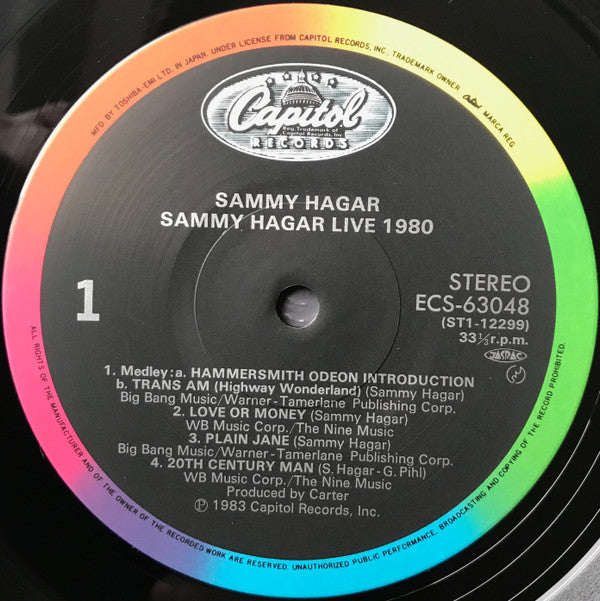 MFD. BY TOSHIBA-EMI LTD. IN JAPAN. UNDER LICENSE FROM CAPITOL RECORDS, INC., TRADEMARK OWNER. Capitol MARCA REG.
Capitol
Reg. Trademark of
Capitol Records, Inc.
RECORDS
SAMMY HAGAR
SAMMY HAGAR LIVE 1980
1
STEREO
ECS-63048
(ST1-12299)
33⅓r.p.m.
JASRAC
1. Medley: a. HAMMERSMITH ODEON INTRODUCTION
b. TRANS AM (Highway Wonderland) (Sammy Hagar)
Big Bang Music/Warner-Tamerlane Publishing Corp.
2. LOVE OR MONEY (Sammy Hagar)
WB Music Corp./The Nine Music
3. PLAIN JANE (Sammy Hagar)
Big Bang Music/Warner-Tamerlane Publishing Corp.
4. 20TH CENTURY MAN (S. Hagar-G. Pihl)
WB Music Corp./The Nine Music
Produced by Carter
Ⓟ 1983 Capitol Records, Inc.
ALL RIGHTS OF THE MANUFACTURER AND OF THE OWNER OF THE RECORDED WORK ARE RESERVED. UNAUTHORIZED PUBLIC PERFORMANCE, BROADCASTING AND COPYING OF THE RECORD PROHIBITED.